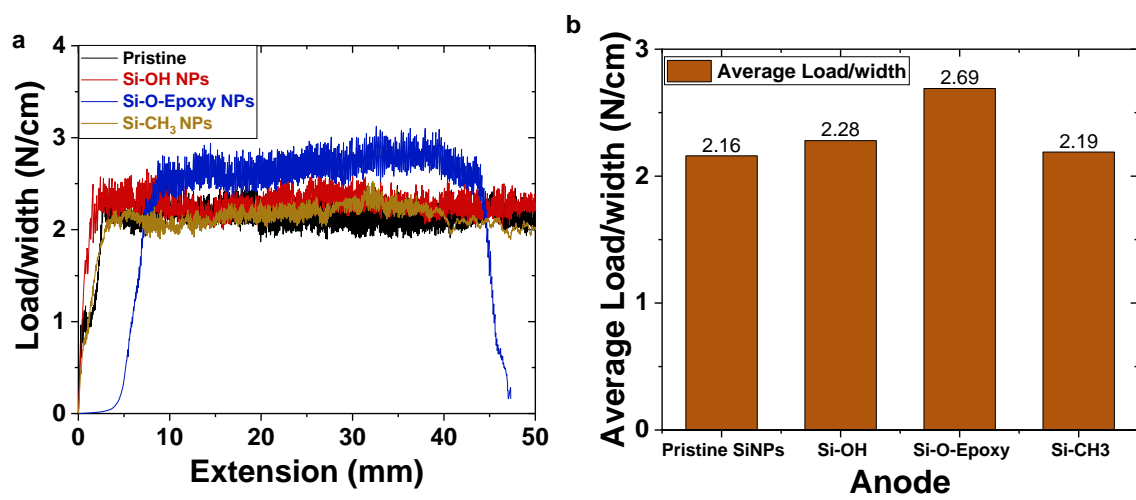 a
Load/width (N/cm)
4
3
2
1
0
Pristine
Si-OH NPs
Si-O-Epoxy NPs
Si-CH₃ NPs
0 10 20 30 40 50
Extension (mm)
b
Average Load/width (N/cm)
3
2
1
0
Average Load/width
2.16 2.28 2.69 2.19
Pristine SiNPs Si-OH Si-O-Epoxy Si-CH3
Anode